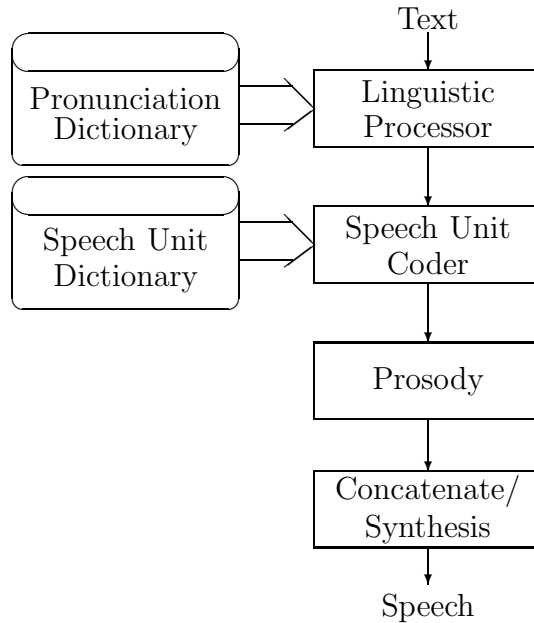 Text
Pronunciation
Dictionary
Linguistic
Processor
Speech Unit
Dictionary
Speech Unit
Coder
Prosody
Concatenate/
Synthesis
Speech